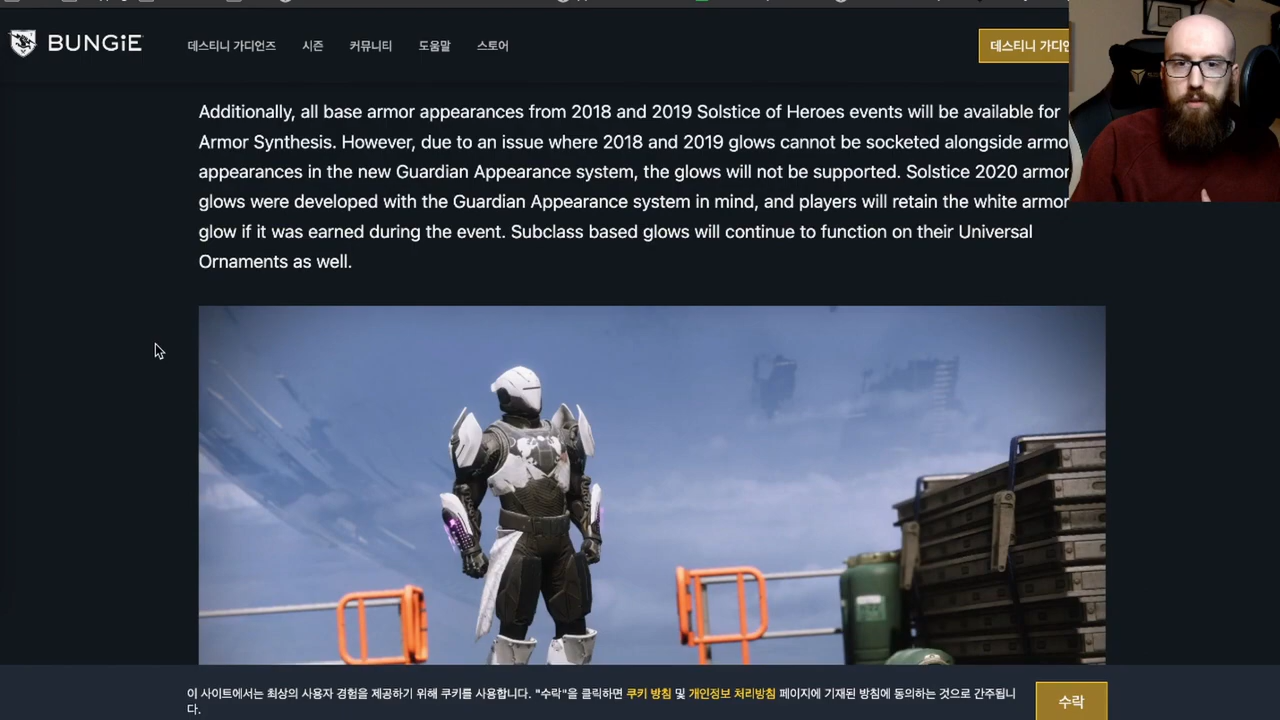 BUNGiE
데스티니 가디언즈 시즌 커뮤니티 도움말 스토어
데스티니 가디언
Additionally, all base armor appearances from 2018 and 2019 Solstice of Heroes events will be available for
Armor Synthesis. However, due to an issue where 2018 and 2019 glows cannot be socketed alongside armo
appearances in the new Guardian Appearance system, the glows will not be supported. Solstice 2020 armor
glows were developed with the Guardian Appearance system in mind, and players will retain the white armor
glow if it was earned during the event. Subclass based glows will continue to function on their Universal
Ornaments as well.
이 사이트에서는 최상의 사용자 경험을 제공하기 위해 쿠키를 사용합니다. "수락"을 클릭하면 쿠키 방침 및 개인정보 처리방침 페이지에 기재된 방침에 동의하는 것으로 간주됩니
다.
수락